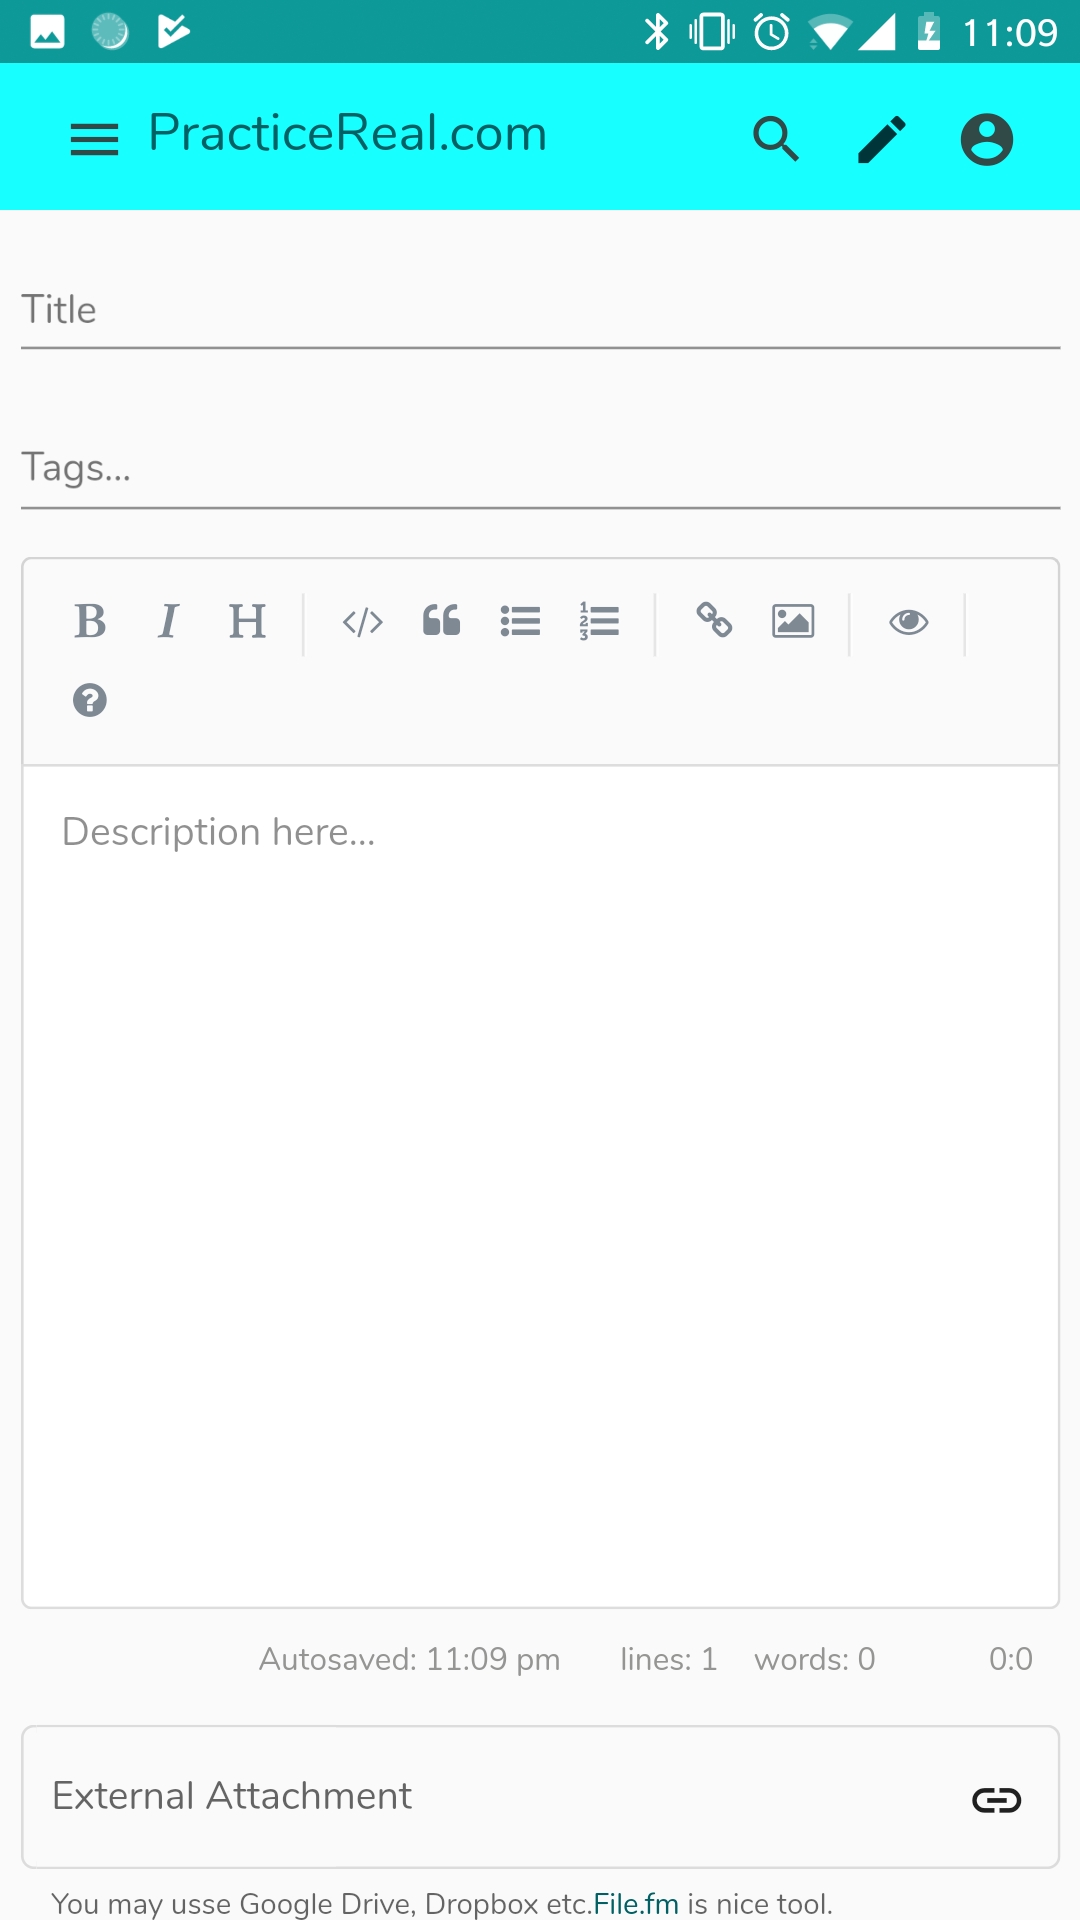 11:09
PracticeReal.com
Title
Tags...
B I H
Description here...
Autosaved: 11:09 pm lines: 1 words: 0 0:0
External Attachment
You may usse Google Drive, Dropbox etc.File.fm is nice tool.